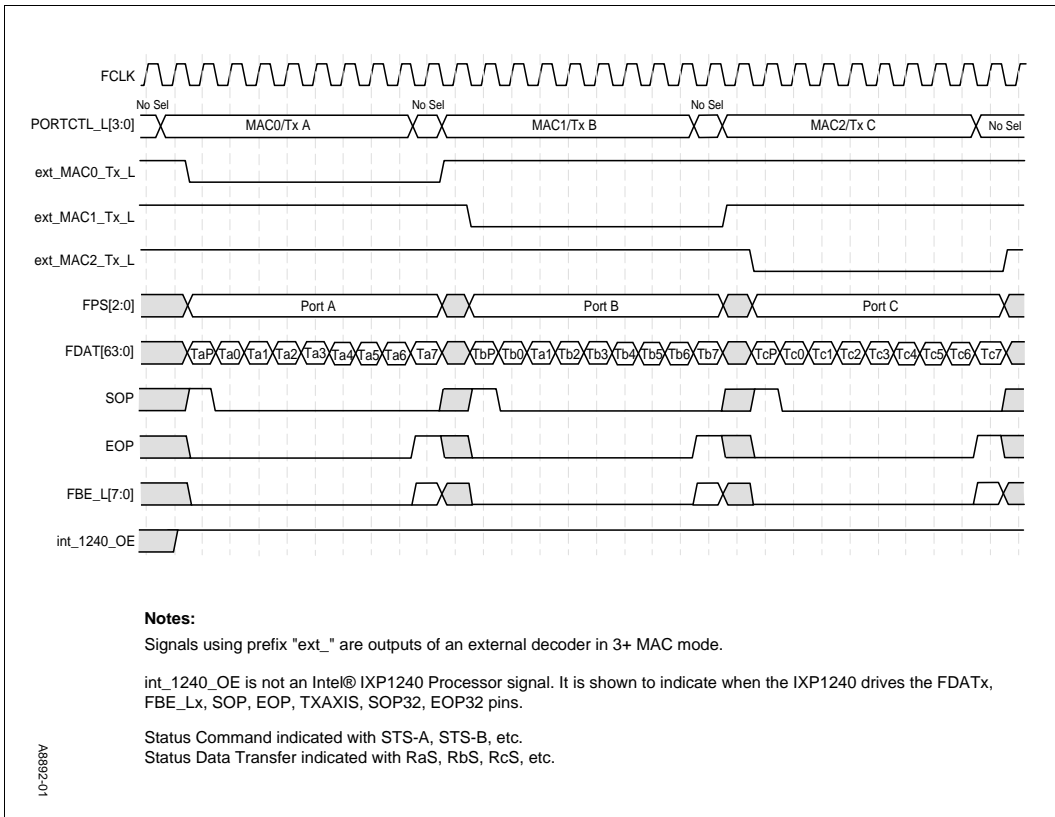 FCLK
No Sel No Sel No Sel
PORTCTL_L[3:0] MAC0/Tx A MAC1/Tx B MAC2/Tx C No Sel
ext_MAC0_Tx_L
ext_MAC1_Tx_L
ext_MAC2_Tx_L
FPS[2:0] Port A Port B Port C
FDAT[63:0] TaP Ta0 Ta1 Ta2 Ta3 Ta4 Ta5 Ta6 Ta7 TbP Tb0 Ta1 Tb2 Tb3 Tb4 Tb5 Tb6 Tb7 TcP Tc0 Tc1 Tc2 Tc3 Tc4 Tc5 Tc6 Tc7
SOP
EOP
FBE_L[7:0]
int_1240_OE
Notes:
Signals using prefix "ext_" are outputs of an external decoder in 3+ MAC mode.
int_1240_OE is not an Intel® IXP1240 Processor signal. It is shown to indicate when the IXP1240 drives the FDATx,
FBE_Lx, SOP, EOP, TXAXIS, SOP32, EOP32 pins.
Status Command indicated with STS-A, STS-B, etc.
Status Data Transfer indicated with RaS, RbS, RcS, etc.
A8892-01